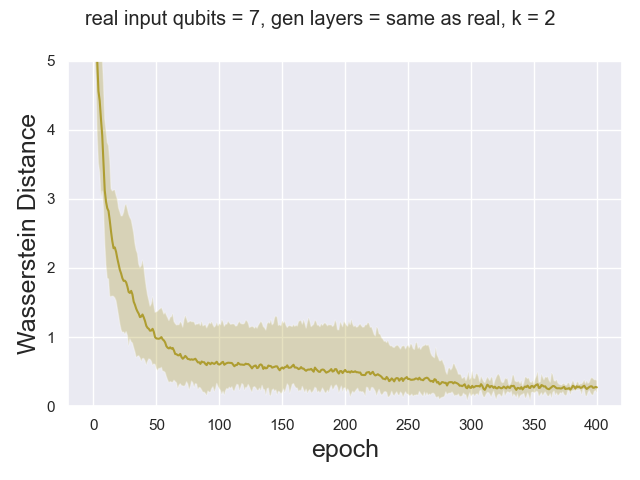 real input qubits = 7, gen layers = same as real, k = 2
5
4
3
2
1
0
Wasserstein Distance
0 50 100 150 200 250 300 350 400
epoch